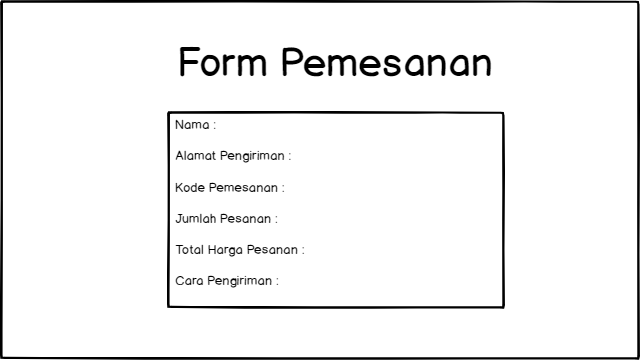 Form Pemesanan
Nama :
Alamat Pengiriman :
Kode Pemesanan :
Jumlah Pesanan :
Total Harga Pesanan :
Cara Pengiriman :